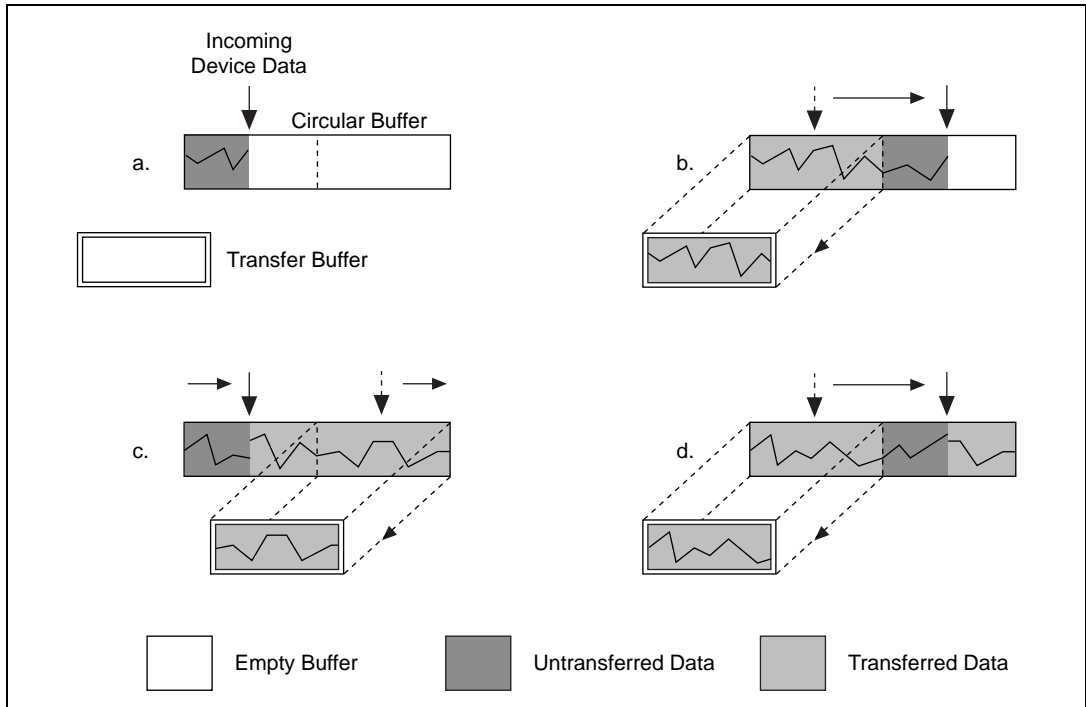 Incoming
Device Data
Circular Buffer
a.
b.
Transfer Buffer
c.
d.
Empty Buffer
Untransferred Data
Transferred Data